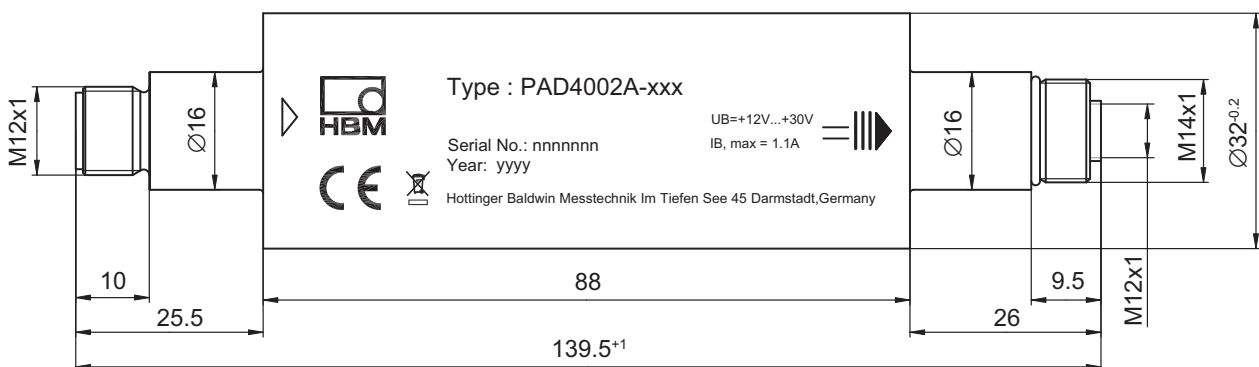 M12x1
Ø16
HBM
Type : PAD4002A-xxx
Serial No.: nnnnnnn
Year: yyyy
CE
Hottinger Baldwin Messtechnik Im Tiefen See 45 Darmstadt,Germany
UB=+12V...+30V
IB, max = 1.1A
Ø16
M14x1
Ø32-0.2
M12x1
10
88
9.5
25.5
26
139.5+1